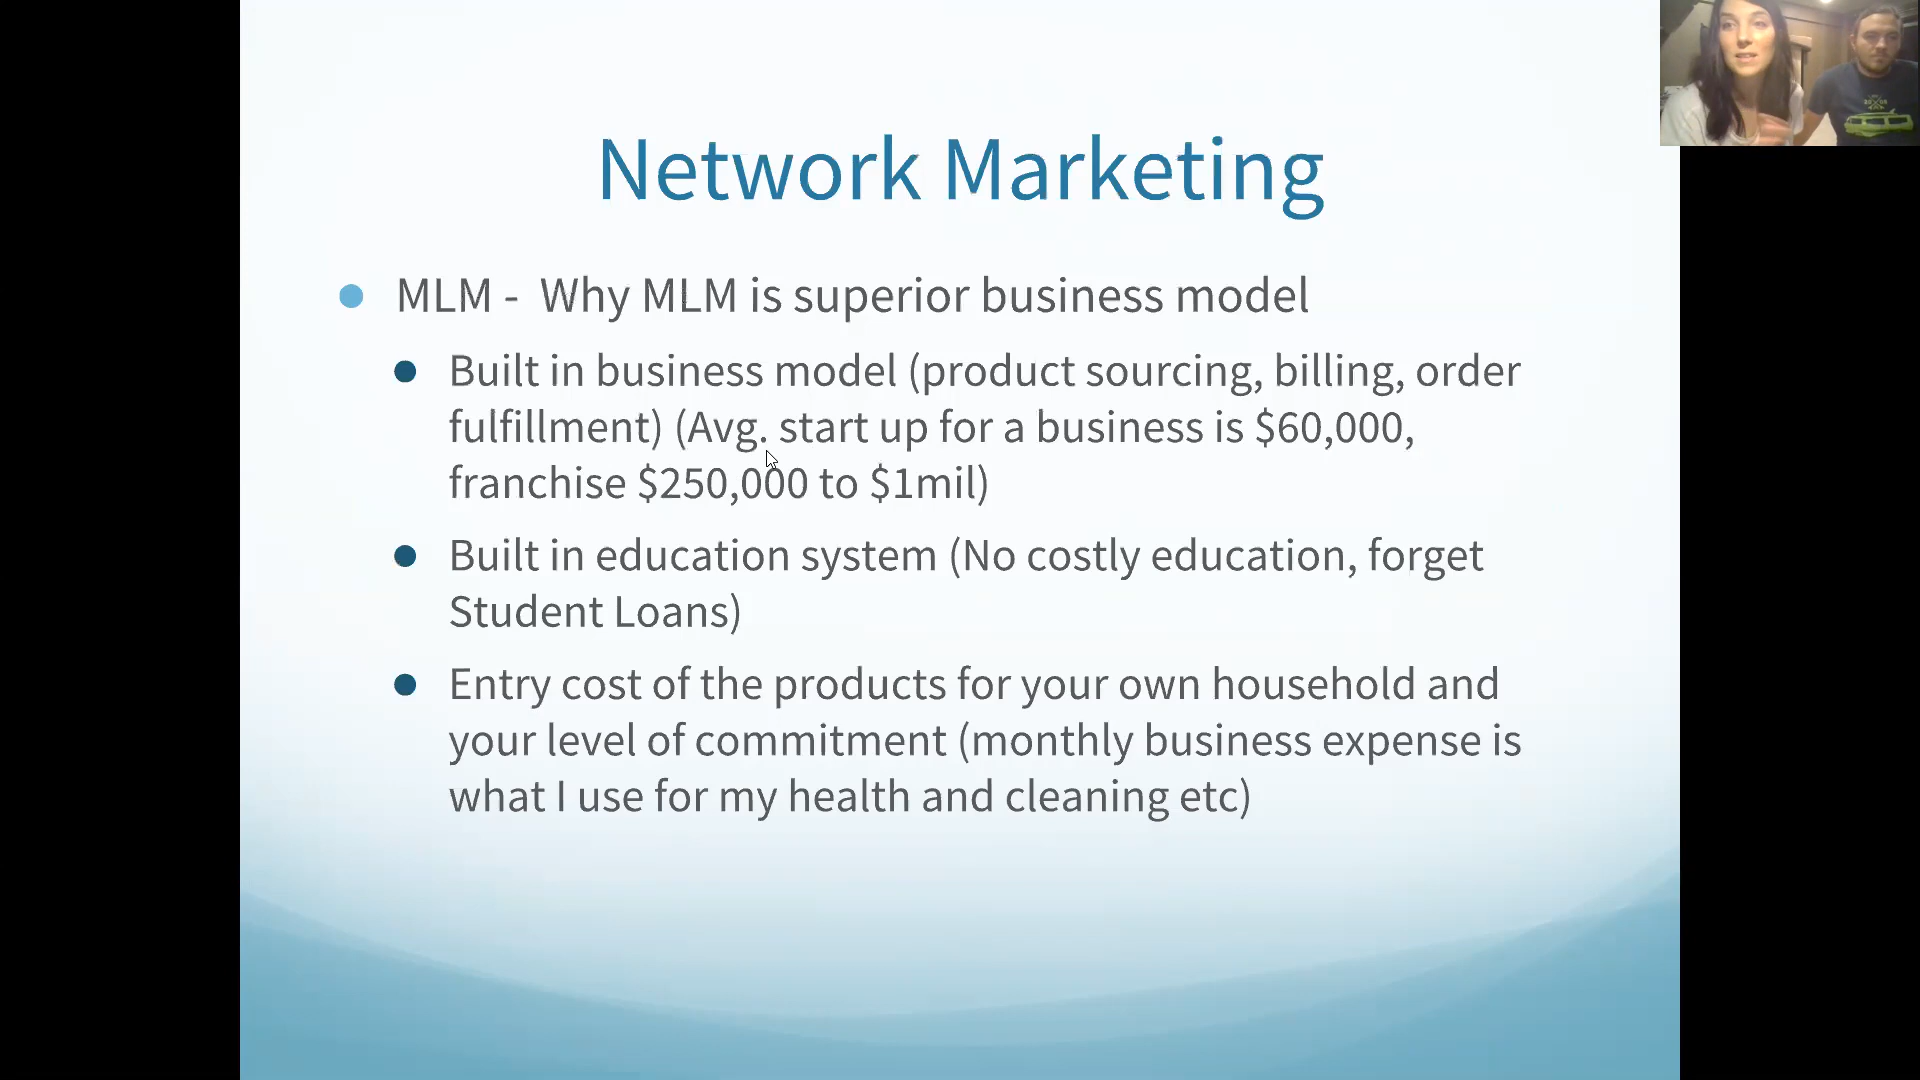 Network Marketing
MLM -  Why MLM is superior business model
Built in business model (product sourcing, billing, order
fulfillment) (Avg. start up for a business is $60,000,
franchise $250,000 to $1mil)
Built in education system (No costly education, forget
Student Loans)
Entry cost of the products for your own household and
your level of commitment (monthly business expense is
what I use for my health and cleaning etc)